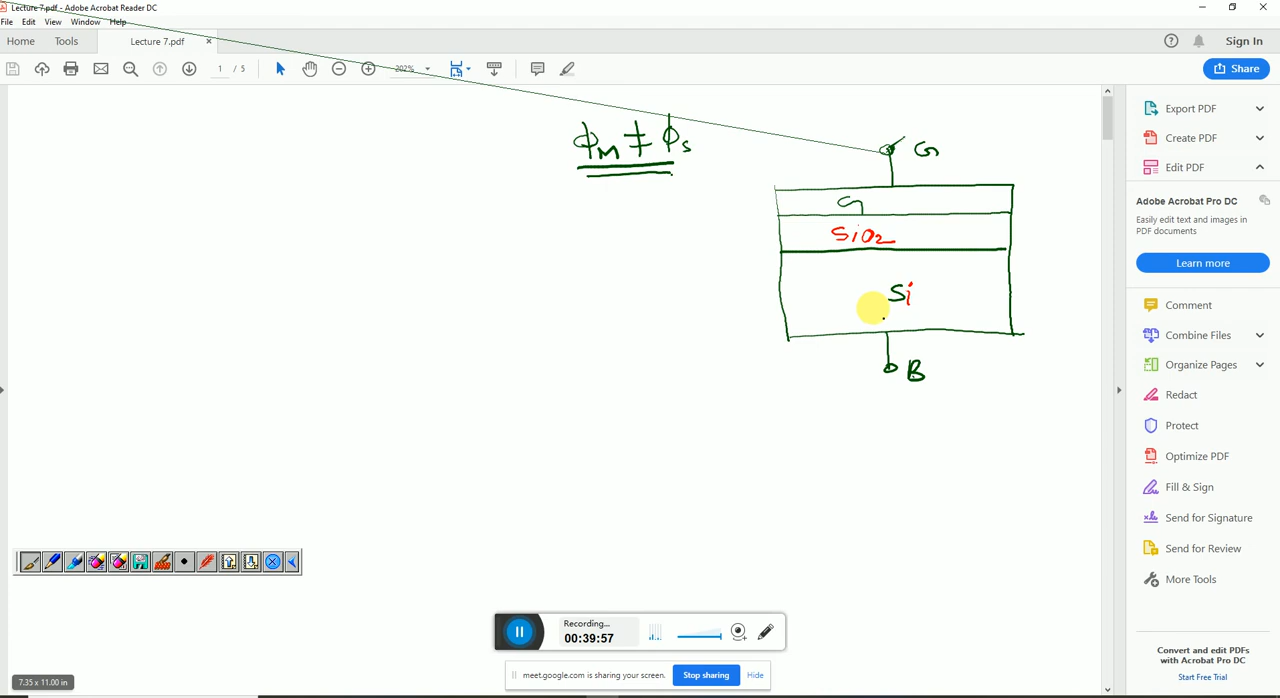 Lecture 7.pdf - Adobe Acrobat Reader DC
File Edit View Window Help
Home Tools Lecture 7.pdf × Sign In
1 / 5 202% Share
ϕM ≠ ϕs
G
G
SiO2
Si
B
Export PDF
Create PDF
Edit PDF
Adobe Acrobat Pro DC
Easily edit text and images in
PDF documents
Learn more
Comment
Combine Files
Organize Pages
Redact
Protect
Optimize PDF
Fill & Sign
Send for Signature
Send for Review
More Tools
Convert and edit PDFs
with Acrobat Pro DC
Start Free Trial
Recording...
00:39:57
meet.google.com is sharing your screen. Stop sharing Hide
7.35 x 11.00 in